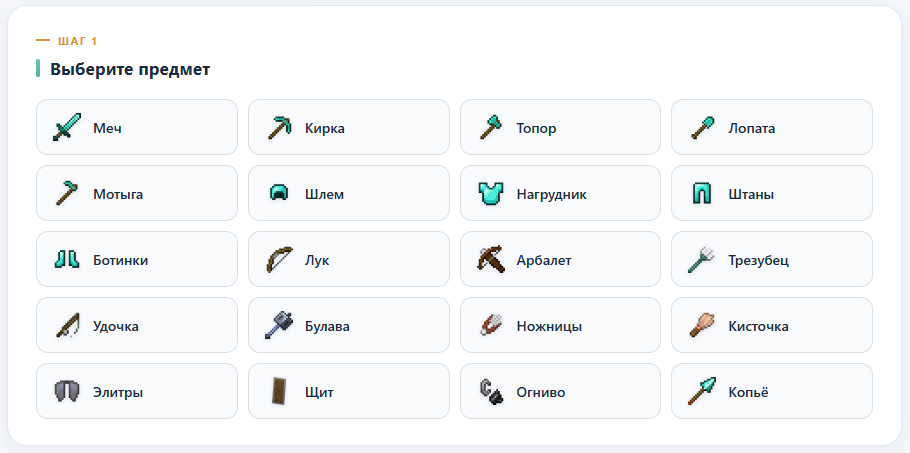 ШАГ 1
Выберите предмет
Меч
Кирка
Топор
Лопата
Мотыга
Шлем
Нагрудник
Штаны
Ботинки
Лук
Арбалет
Трезубец
Удочка
Булава
Ножницы
Кисточка
Элитры
Щит
Огниво
Копьё